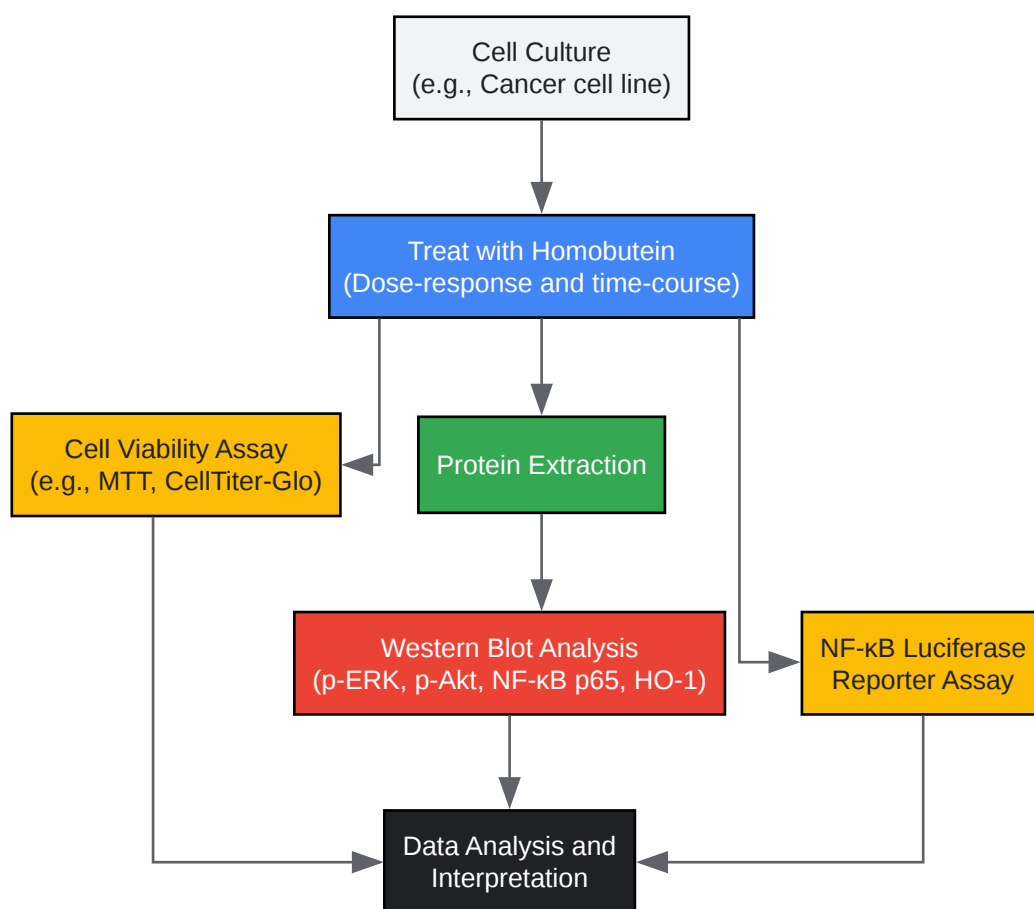 Cell Culture
(e.g., Cancer cell line)
Treat with Homobutein
(Dose-response and time-course)
Cell Viability Assay
(e.g., MTT, CellTiter-Glo)
Protein Extraction
Western Blot Analysis
(p-ERK, p-Akt, NF-κB p65, HO-1)
NF-κB Luciferase
Reporter Assay
Data Analysis and
Interpretation